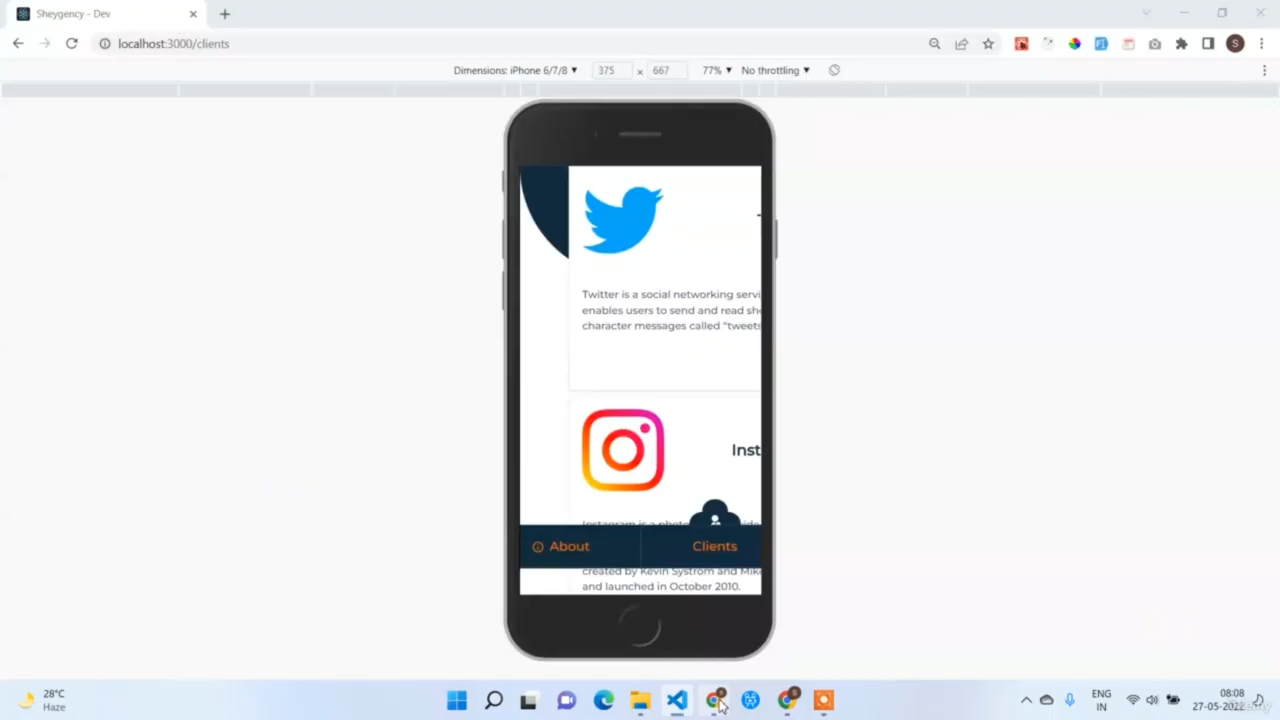 Sheygency - Dev
localhost:3000/clients
S
Dimensions: iPhone 6/7/8 ▼ 375 × 667 77% ▼ No throttling ▼
Twitter is a social networking servi
enables users to send and read sho
character messages called "tweets
Inst
About
Clients
created by Kevin Systrom and Mike
and launched in October 2010.
28°C
Haze
ENG
IN
08:08
27-05-2022